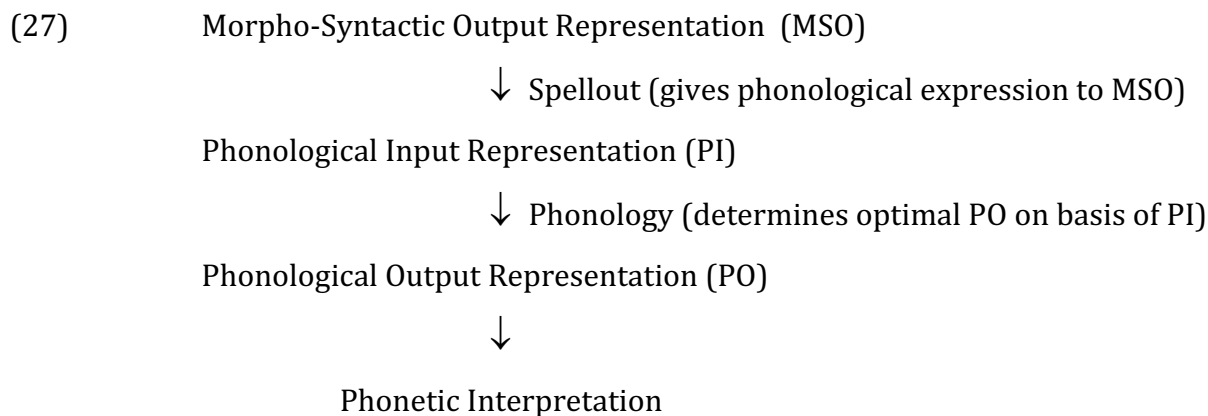 (27) Morpho-Syntactic Output Representation (MSO)
↓ Spellout (gives phonological expression to MSO)
Phonological Input Representation (PI)
↓ Phonology (determines optimal PO on basis of PI)
Phonological Output Representation (PO)
↓
Phonetic Interpretation